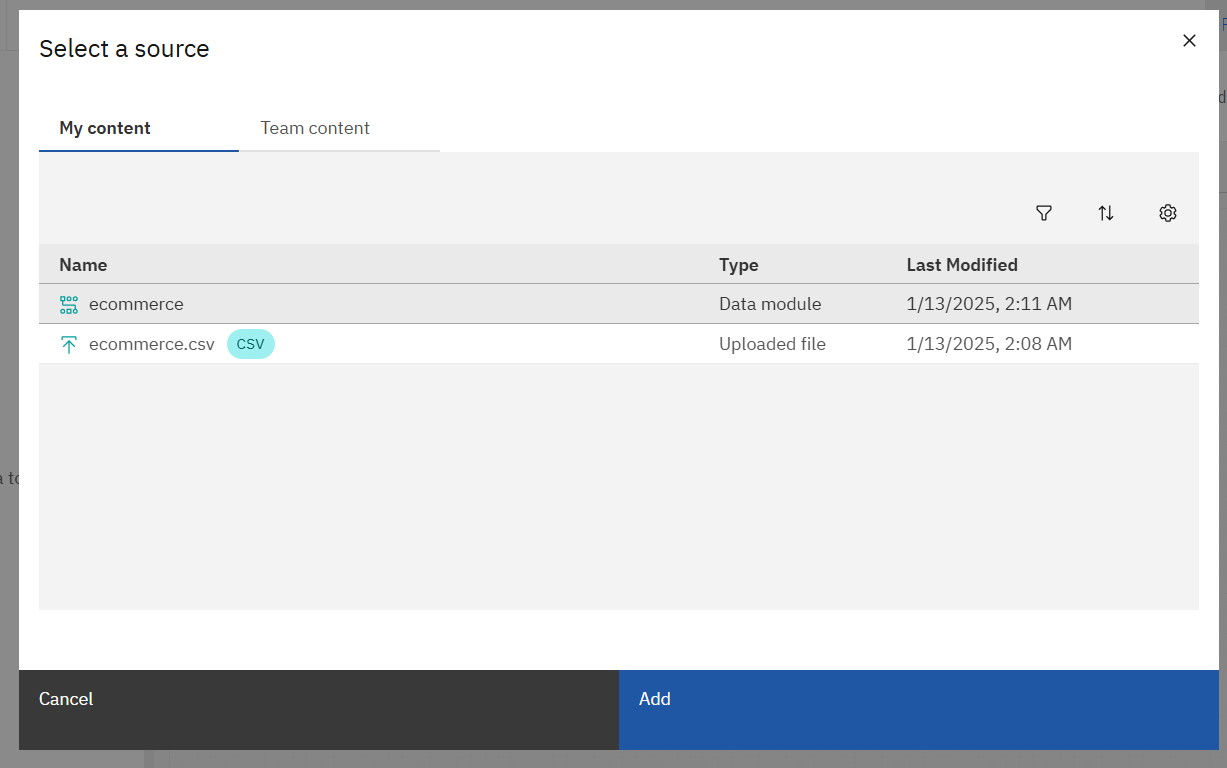 Select a source
My content Team content
Name Type Last Modified
ecommerce Data module 1/13/2025, 2:11 AM
ecommerce.csv CSV Uploaded file 1/13/2025, 2:08 AM
Cancel Add